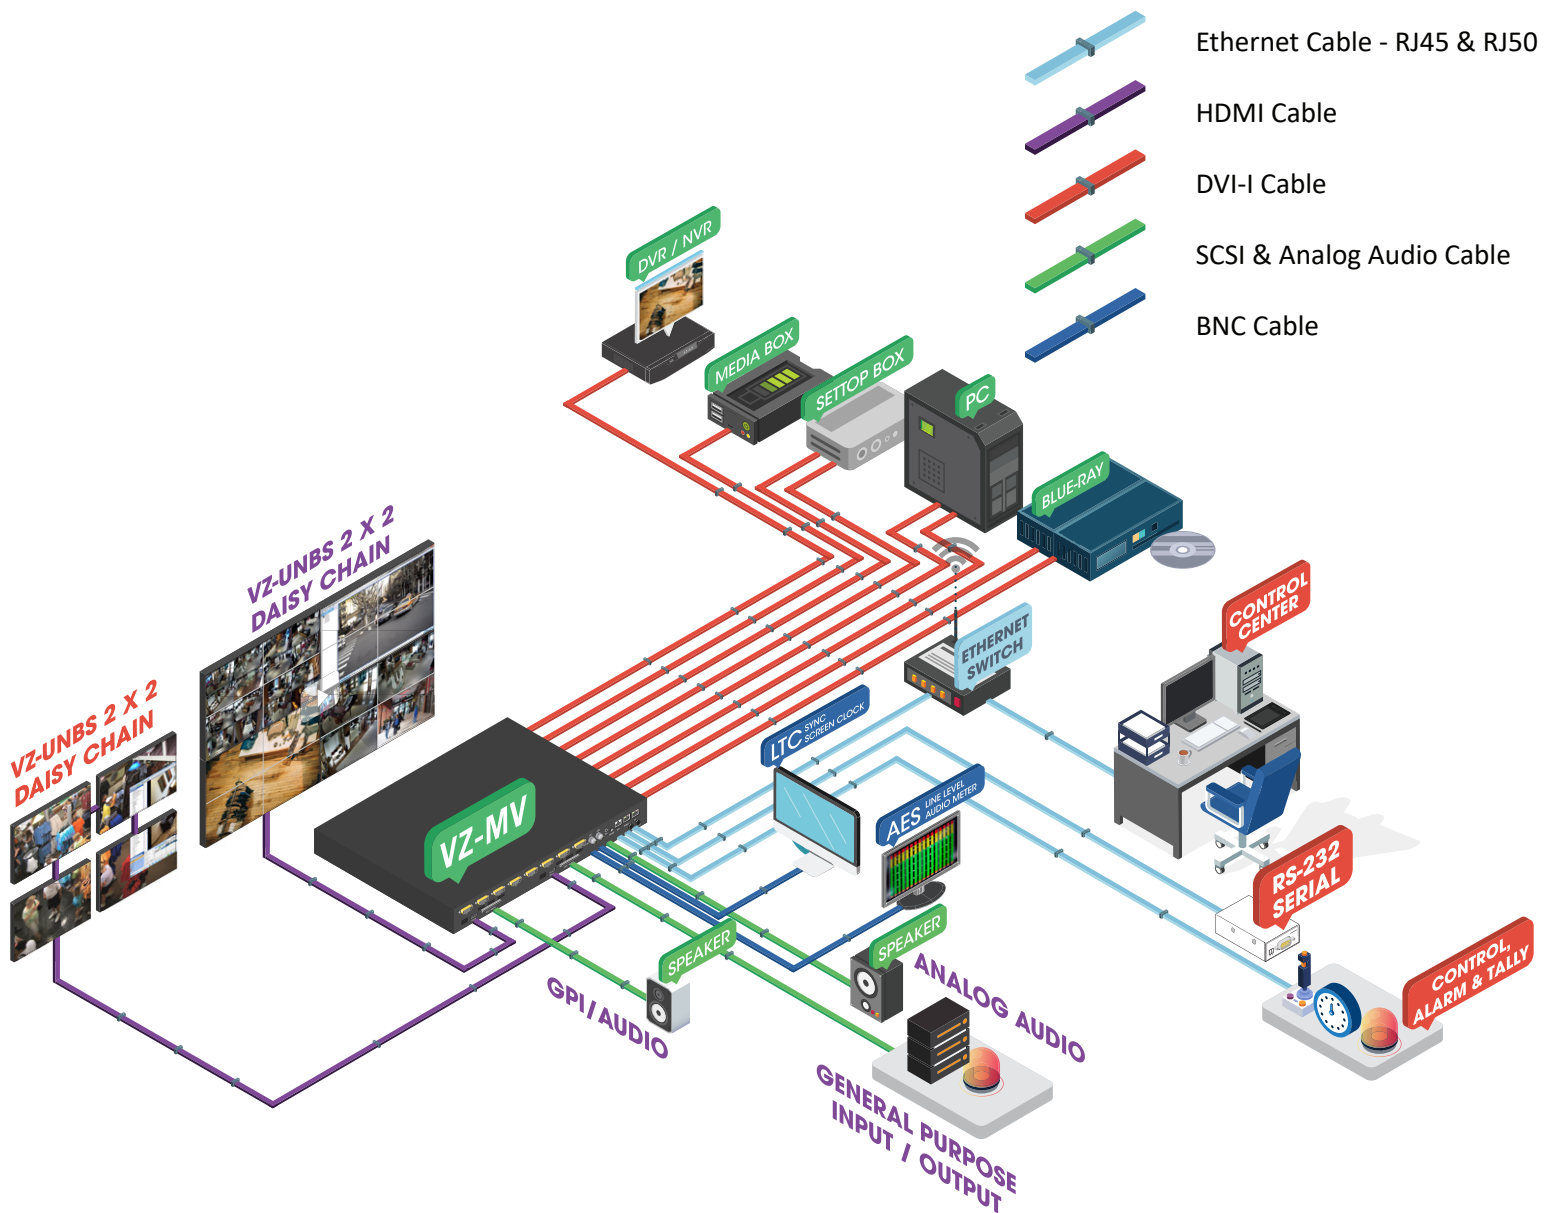 Ethernet Cable - RJ45 & RJ50
HDMI Cable
DVI-I Cable
SCSI & Analog Audio Cable
BNC Cable
DVR / NVR
MEDIA BOX
SETTOP BOX
PC
BLUE-RAY
VZ-UNBS 2 X 2
DAISY CHAIN
VZ-UNBS 2 X 2
DAISY CHAIN
CONTROL
CENTER
ETHERNET
SWITCH
LTC SYNC
SCREEN CLOCK
AES LINE LEVEL
AUDIO METER
VZ-MV
RS-232
SERIAL
SPEAKER
SPEAKER
CONTROL,
ALARM & TALLY
GPI/AUDIO
ANALOG AUDIO
GENERAL PURPOSE
INPUT / OUTPUT